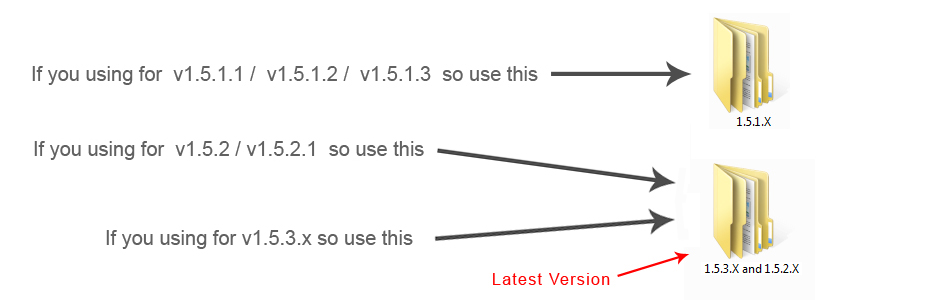 If you using for v1.5.1.1 / v1.5.1.2 / v1.5.1.3 so use this
1.5.1.X
If you using for v1.5.2 / v1.5.2.1 so use this
If you using for v1.5.3.x so use this
1.5.3.X and 1.5.2.X
Latest Version